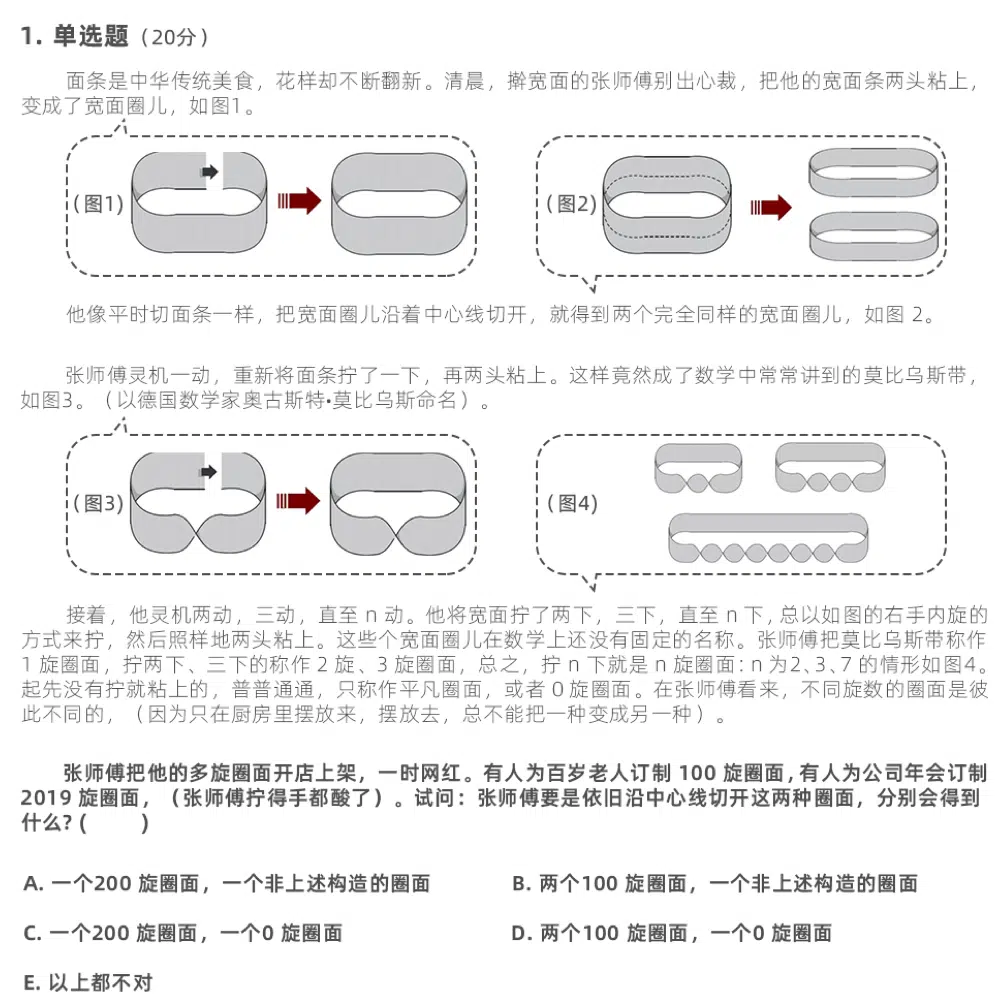 1. 单选题（20分）
面条是中华传统美食，花样却不断翻新。清晨，擀宽面的张师傅别出心裁，把他的宽面条两头粘上，
变成了宽面圈儿，如图1。
（图1）
（图2）
他像平时切面条一样，把宽面圈儿沿着中心线切开，就得到两个完全同样的宽面圈儿，如图 2。
张师傅灵机一动，重新将面条拧了一下，再两头粘上。这样竟然成了数学中常常讲到的莫比乌斯带，
如图3。（以德国数学家奥古斯特•莫比乌斯命名）。
（图3）
（图4）
接着，他灵机两动，三动，直至 n 动。他将宽面拧了两下，三下，直至 n 下，总以如图的右手内旋的
方式来拧，然后照样地两头粘上。这些个宽面圈儿在数学上还没有固定的名称。张师傅把莫比乌斯带称作
1 旋圈面，拧两下、三下的称作 2 旋、3 旋圈面，总之，拧 n 下就是 n 旋圈面：n 为2、3、7 的情形如图4。
起先没有拧就粘上的，普普通通，只称作平凡圈面，或者 0 旋圈面。在张师傅看来，不同旋数的圈面是彼
此不同的，（因为只在厨房里摆放来，摆放去，总不能把一种变成另一种）。
张师傅把他的多旋圈面开店上架，一时网红。有人为百岁老人订制 100 旋圈面，有人为公司年会订制
2019 旋圈面，（张师傅拧得手都酸了）。试问：张师傅要是依旧沿中心线切开这两种圈面，分别会得到
什么？（　　）
A. 一个200 旋圈面，一个非上述构造的圈面
B. 两个100 旋圈面，一个非上述构造的圈面
C. 一个200 旋圈面，一个0 旋圈面
D. 两个100 旋圈面，一个0 旋圈面
E. 以上都不对